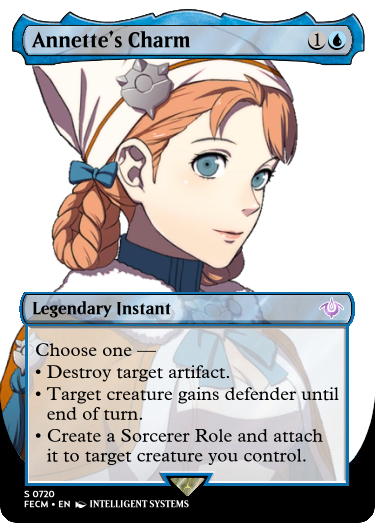 Annette's Charm 1
Legendary Instant
Choose one —
• Destroy target artifact.
• Target creature gains defender until
end of turn.
• Create a Sorcerer Role and attach
it to target creature you control.
S 0720
FECM • EN INTELLIGENT SYSTEMS